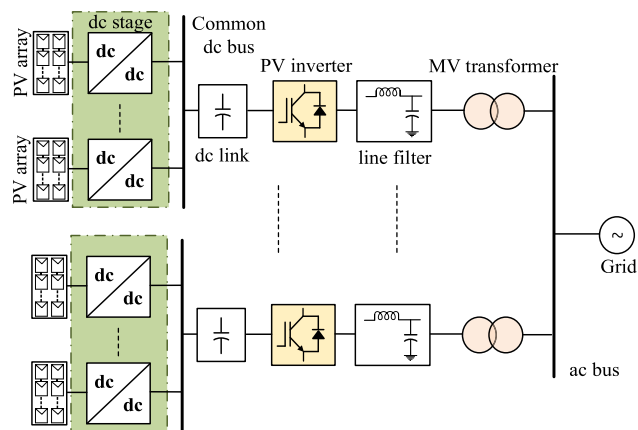 dc stage
Common
dc bus
PV array
dc
dc
PV inverter
MV transformer
dc link
line filter
PV array
dc
dc
~
Grid
dc
dc
dc
dc
ac bus